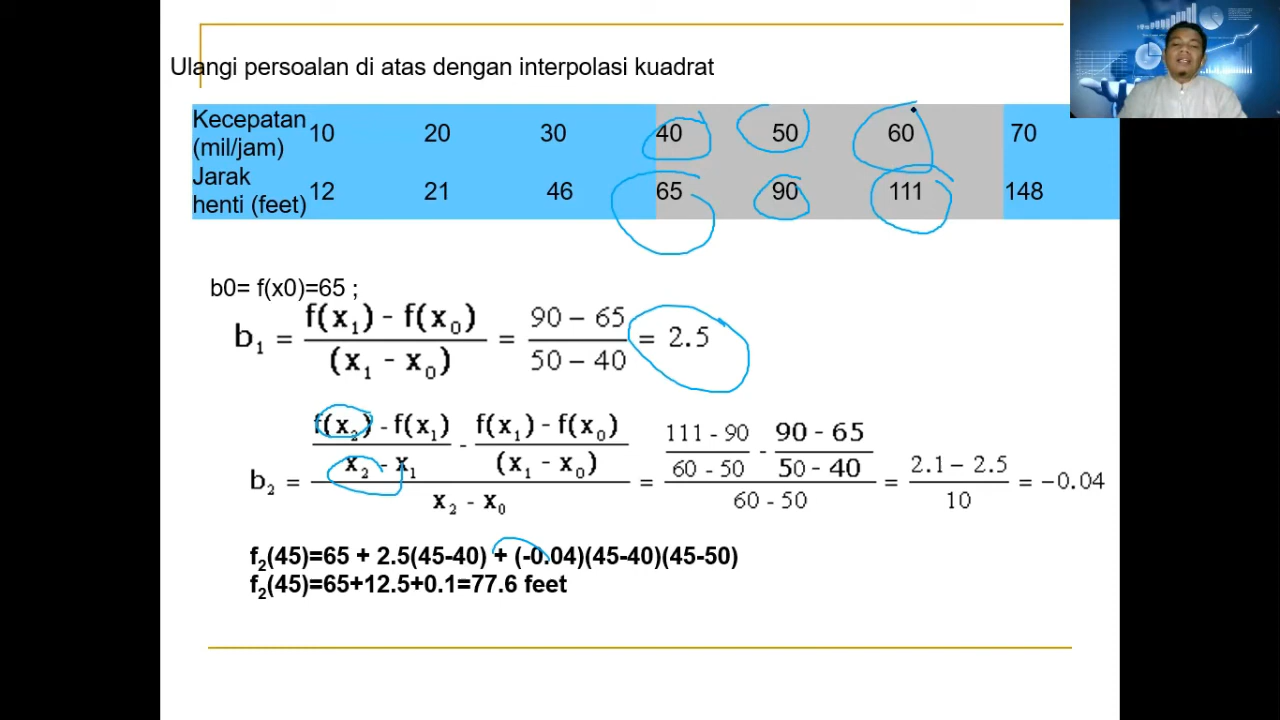 Ulangi persoalan di atas dengan interpolasi kuadrat
Kecepatan (mil/jam) 10 20 30 40 50 60 70
Jarak henti (feet) 12 21 46 65 90 111 148
b0= f(x0)=65 ;
b₁ = (f(x₁) - f(x₀)) / (x₁ - x₀) = (90 – 65) / (50 – 40) = 2.5
b₂ = ((f(x₂) - f(x₁)) / (x₂ - x₁) - (f(x₁) - f(x₀)) / (x₁ - x₀)) / (x₂ - x₀) = ((111 - 90) / (60 - 50) - (90 - 65) / (50 - 40)) / (60 - 50) = (2.1 – 2.5) / 10 = –0.04
f₂(45)=65 + 2.5(45-40) + (-0.04)(45-40)(45-50)
f₂(45)=65+12.5+0.1=77.6 feet